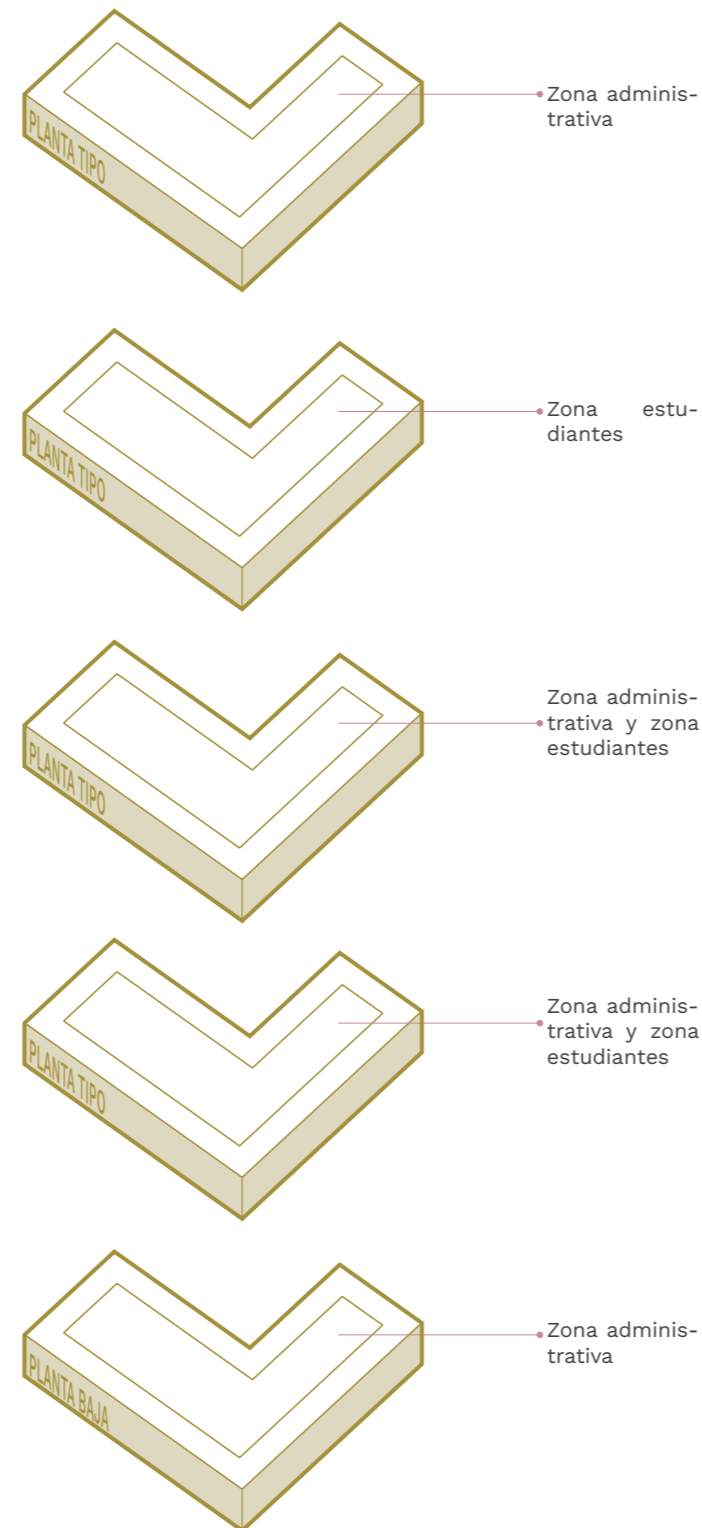 Zona adminis-
trativa
PLANTA TIPO
Zona estu-
diantes
PLANTA TIPO
Zona adminis-
trativa y zona
estudiantes
PLANTA TIPO
Zona adminis-
trativa y zona
estudiantes
PLANTA TIPO
Zona adminis-
trativa
PLANTA BAJA